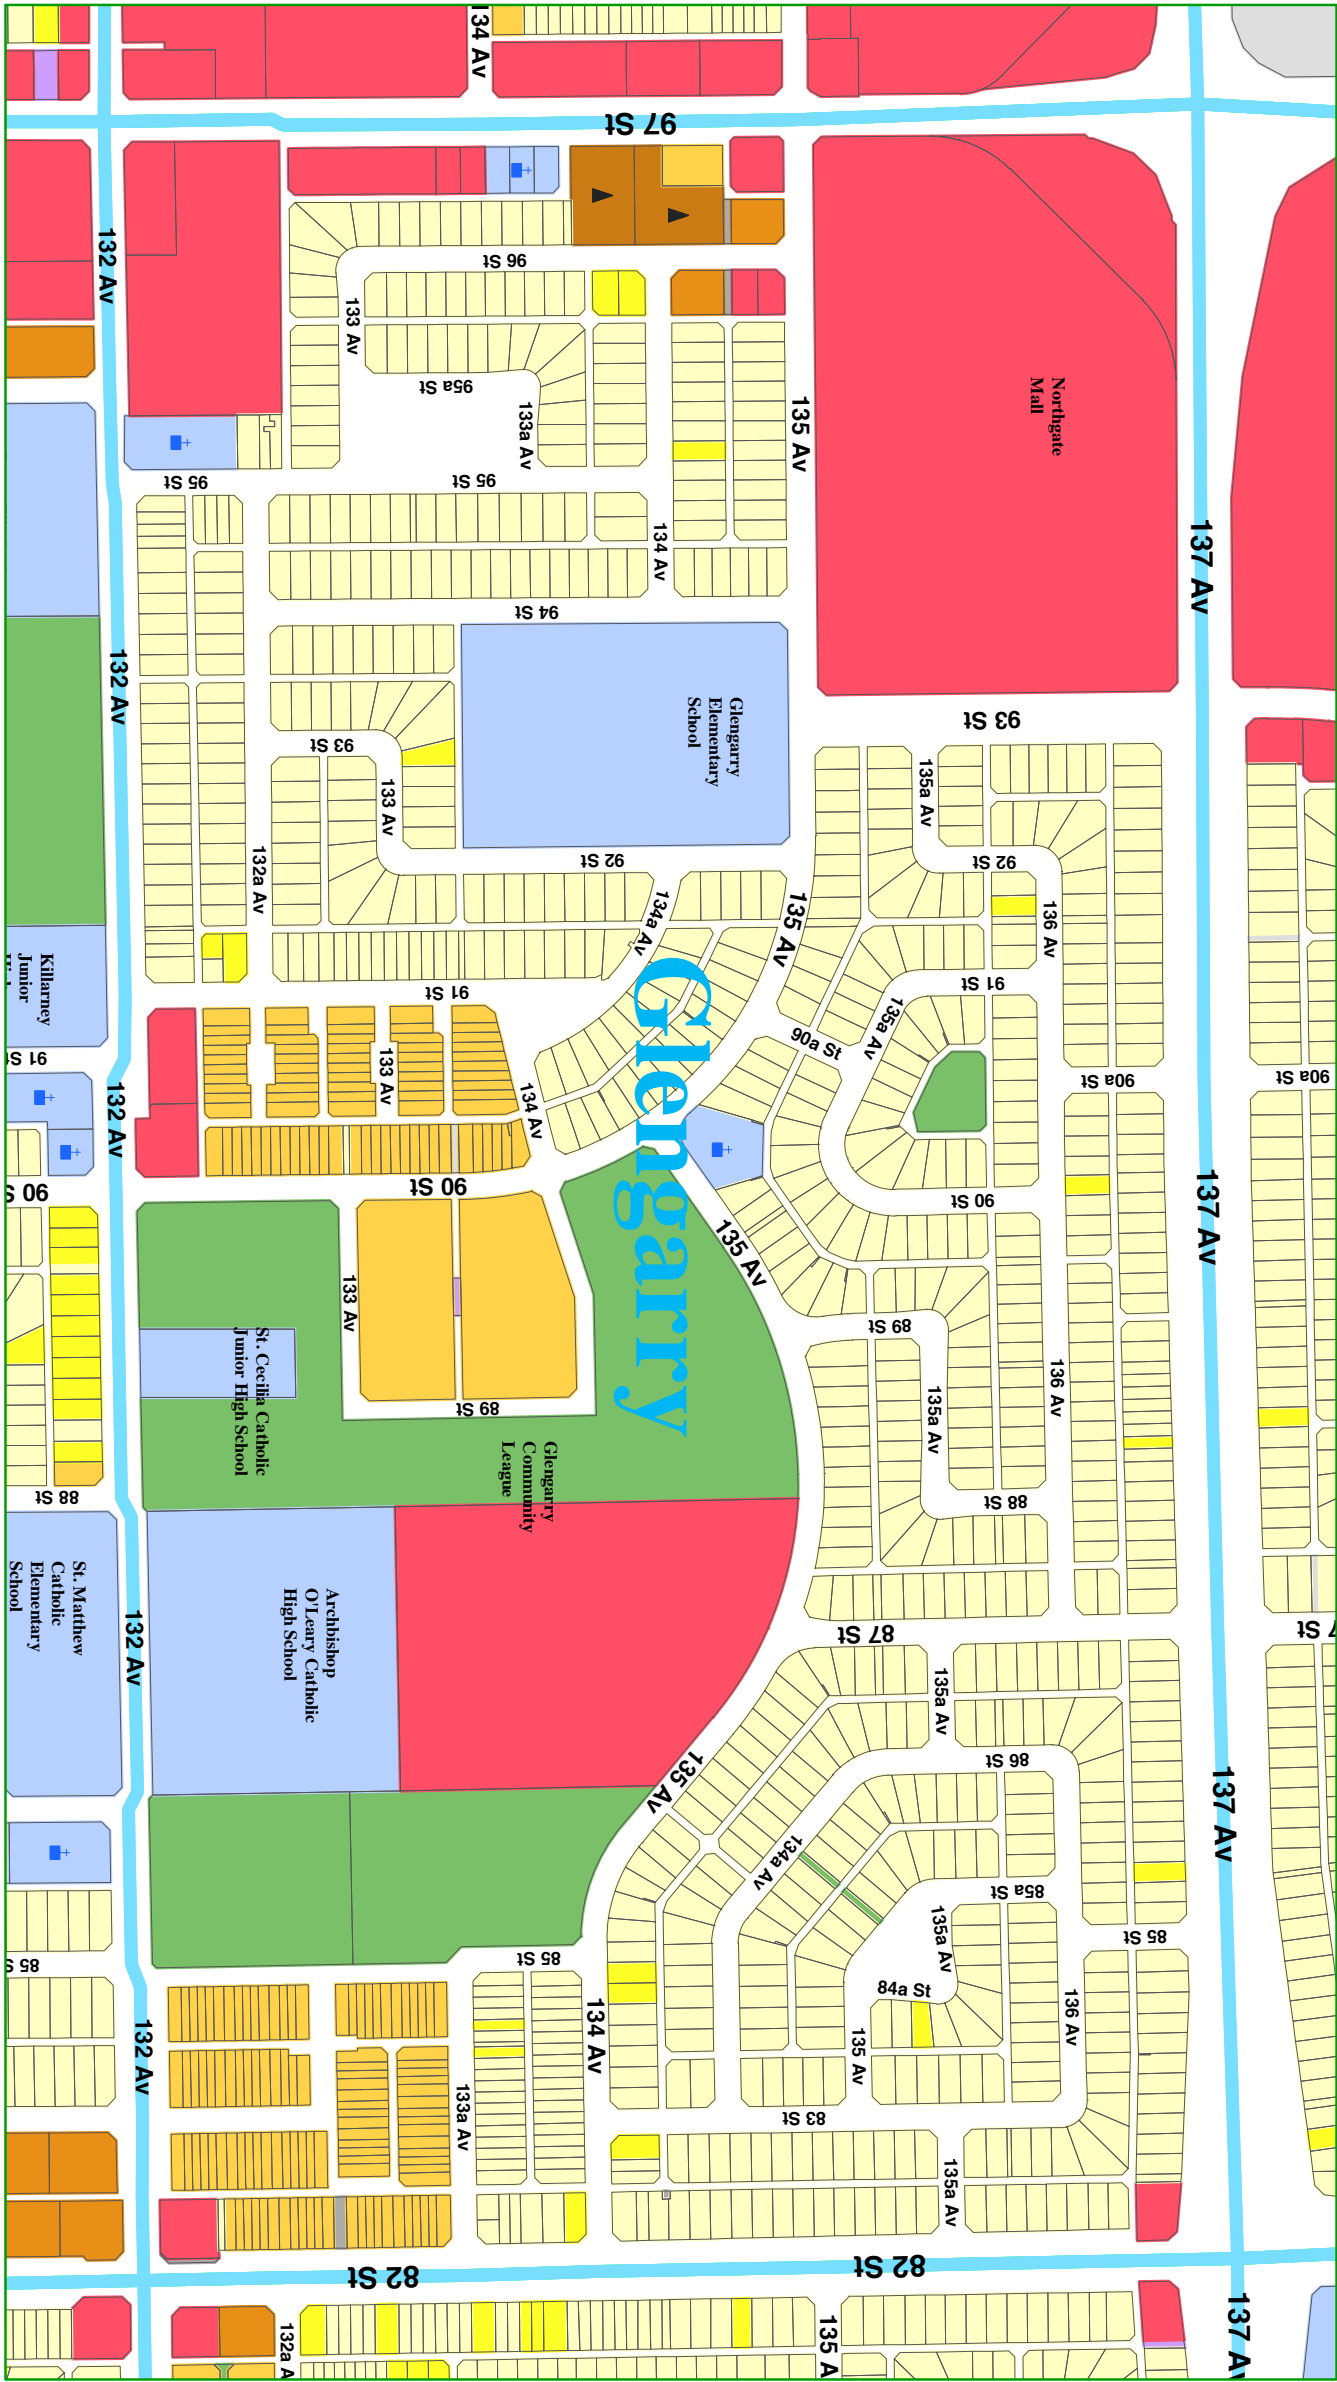 134 Av
97 St
132 Av
96 St
133 Av
95a St
133a Av
135 Av
Northgate
Mall
95 St
95 St
134 Av
137 Av
94 St
132 Av
Glengarry
Elementary
School
93 St
93 St
133 Av
135a Av
92 St
92 St
132a Av
134a Av
135 Av
136 Av
91 St
91 St
Killarney
Junior
135a Av
90a St
91 St
133 Av
134 Av
132 Av
90a St
90a St
Glengarry
90 St
90 St
137 Av
135 Av
133 Av
89 St
89 St
St. Cecilia Catholic
Junior High School
136 Av
135a Av
Glengarry
Community
League
88 St
88 St
St. Matthew
Catholic
Elementary
School
Archbishop
O'Leary Catholic
High School
132 Av
87 St
135a Av
86 St
135 Av
137 Av
134a Av
85a St
135a Av
85 St
85 St
84a St
134 Av
136 Av
132 Av
135 Av
133a Av
83 St
135a Av
82 St
82 St
132a A
135 A
137 Av